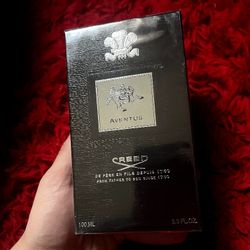 AVENTUS
CREED
DE PÈRE EN FILS DEPUIS 1760
FROM FATHER TO SON SINCE 1760
100 ML
3.3 FL.OZ.